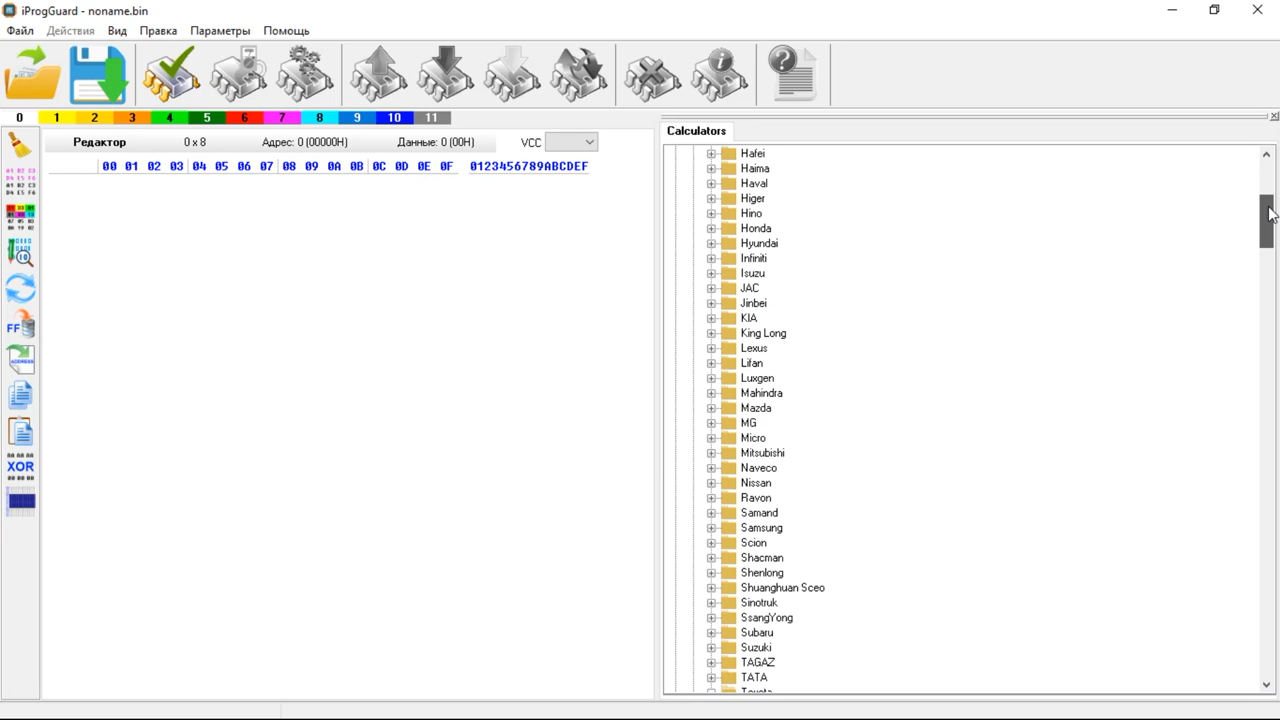 iProgGuard - noname.bin
Файл Действия Вид Правка Параметры Помощь
0 1 2 3 4 5 6 7 8 9 10 11
Редактор 0 x 8 Адрес: 0 (00000H) Данные: 0 (00H) VCC
00 01 02 03 04 05 06 07 08 09 0A 0B 0C 0D 0E 0F 0123456789ABCDEF
FF
ADDRESS
XOR
Calculators
Hafei
Haima
Haval
Higer
Hino
Honda
Hyundai
Infiniti
Isuzu
JAC
Jinbei
KIA
King Long
Lexus
Lifan
Luxgen
Mahindra
Mazda
MG
Micro
Mitsubishi
Naveco
Nissan
Ravon
Samand
Samsung
Scion
Shacman
Shenlong
Shuanghuan Sceo
Sinotruk
SsangYong
Subaru
Suzuki
TAGAZ
TATA
Toyota